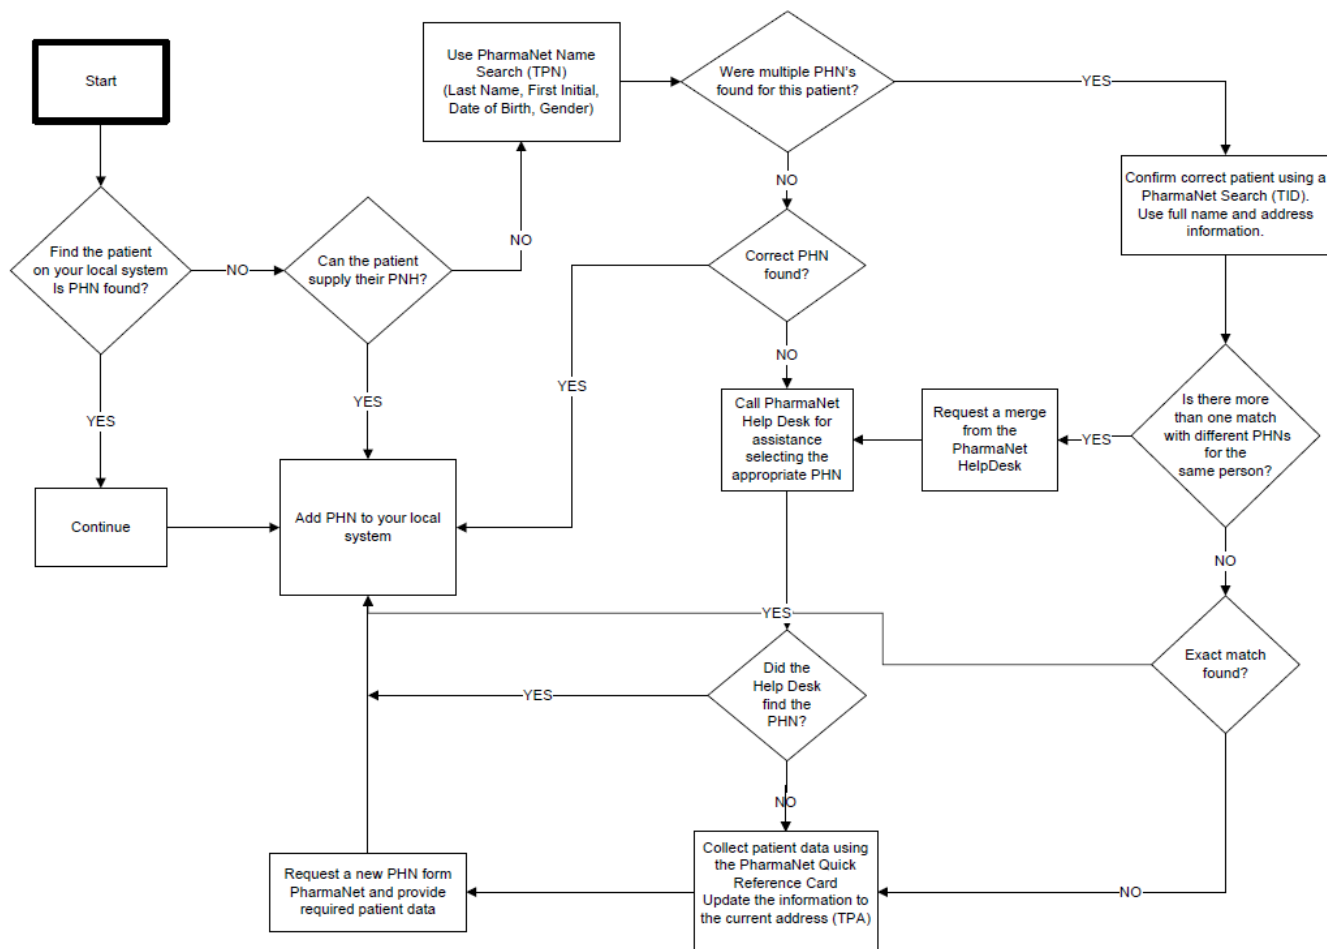 Start
Use PharmaNet Name
Search (TPN)
(Last Name, First Initial,
Date of Birth, Gender)
Were multiple PHN's
found for this patient?
YES
NO
Confirm correct patient using a
PharmaNet Search (TID).
Use full name and address
information.
Find the patient
on your local system
Is PHN found?
NO
Can the patient
supply their PNH?
NO
Correct PHN
found?
YES
YES
YES
NO
Call PharmaNet
Help Desk for
assistance
selecting the
appropriate PHN
Request a merge
from the
PharmaNet
HelpDesk
YES
Is there more
than one match
with different PHNs
for the
same person?
Continue
Add PHN to your local
system
NO
YES
Exact match
found?
Did the
Help Desk
find the
PHN?
YES
NO
Request a new PHN form
PharmaNet and provide
required patient data
Collect patient data using
the PharmaNet Quick
Reference Card
Update the information to
the current address (TPA)
NO